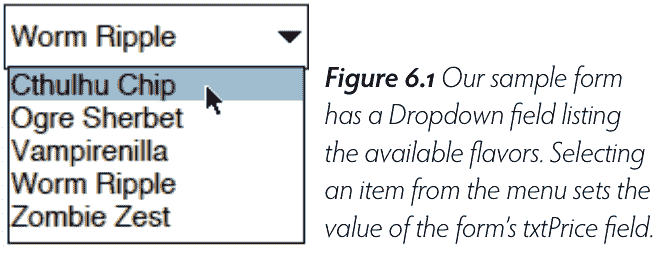 Worm Ripple
Cthulhu Chip
Ogre Sherbet
Vampirenilla
Worm Ripple
Zombie Zest
Figure 6.1 Our sample form
has a Dropdown field listing
the available flavors. Selecting
an item from the menu sets the
value of the form's txtPrice field.